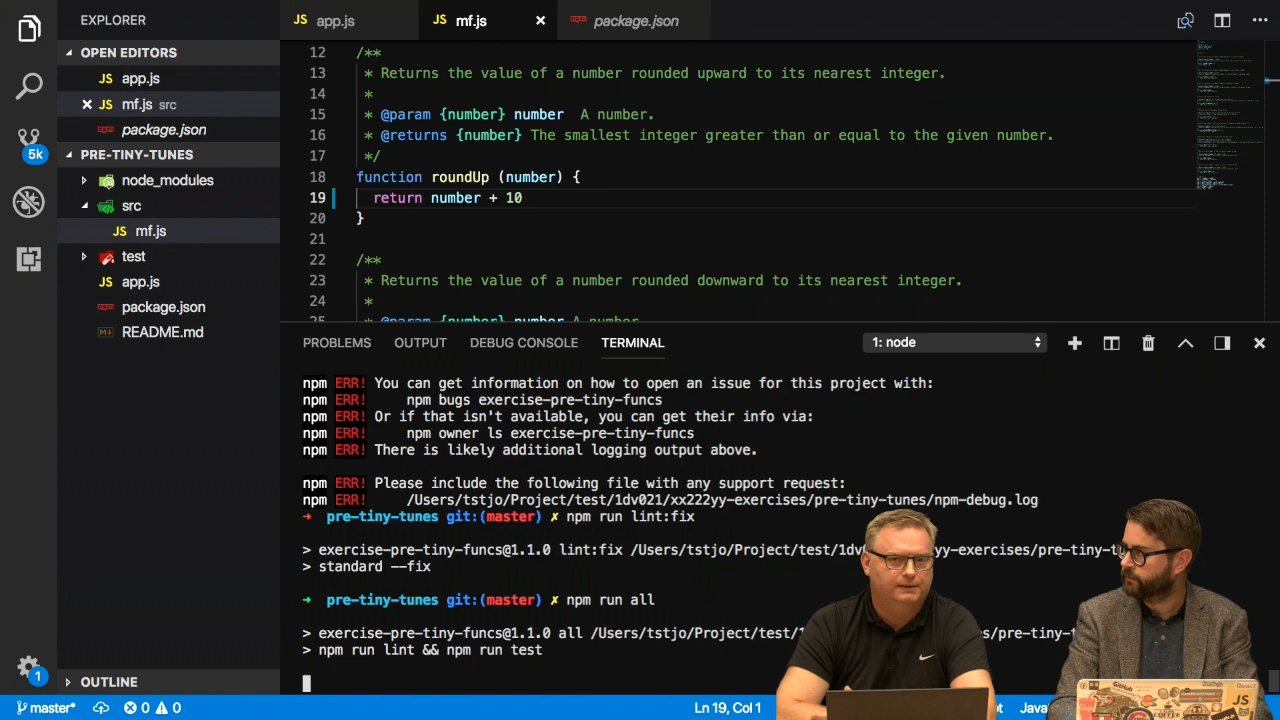 EXPLORER
OPEN EDITORS
app.js
mf.js src
package.json
5k
PRE-TINY-TUNES
node_modules
src
mf.js
test
app.js
package.json
README.md
OUTLINE
1
JS app.js
JS mf.js
package.json
12 /**
13 * Returns the value of a number rounded upward to its nearest integer.
14 *
15 * @param {number} number A number.
16 * @returns {number} The smallest integer greater than or equal to the given number.
17 */
18 function roundUp (number) {
19 return number + 10
20 }
21
22 /**
23 * Returns the value of a number rounded downward to its nearest integer.
24 *
25 * @param {number} number A number.
PROBLEMS OUTPUT DEBUG CONSOLE TERMINAL 1: node
npm ERR! You can get information on how to open an issue for this project with:
npm ERR! npm bugs exercise-pre-tiny-funcs
npm ERR! Or if that isn't available, you can get their info via:
npm ERR! npm owner ls exercise-pre-tiny-funcs
npm ERR! There is likely additional logging output above.
npm ERR! Please include the following file with any support request:
npm ERR! /Users/tstjo/Project/test/1dv021/xx222yy-exercises/pre-tiny-tunes/npm-debug.log
➜ pre-tiny-tunes git:(master) ✗ npm run lint:fix
> exercise-pre-tiny-funcs@1.1.0 lint:fix /Users/tstjo/Project/test/1dv yy-exercises/pre-tiny-t
> standard --fix
➜ pre-tiny-tunes git:(master) ✗ npm run all
> exercise-pre-tiny-funcs@1.1.0 all /Users/tstjo/Project/test/1 es/pre-tiny-tunes
> npm run lint && npm run test
master* 0 0 Ln 19, Col 1 Java
GitHub
React
JS